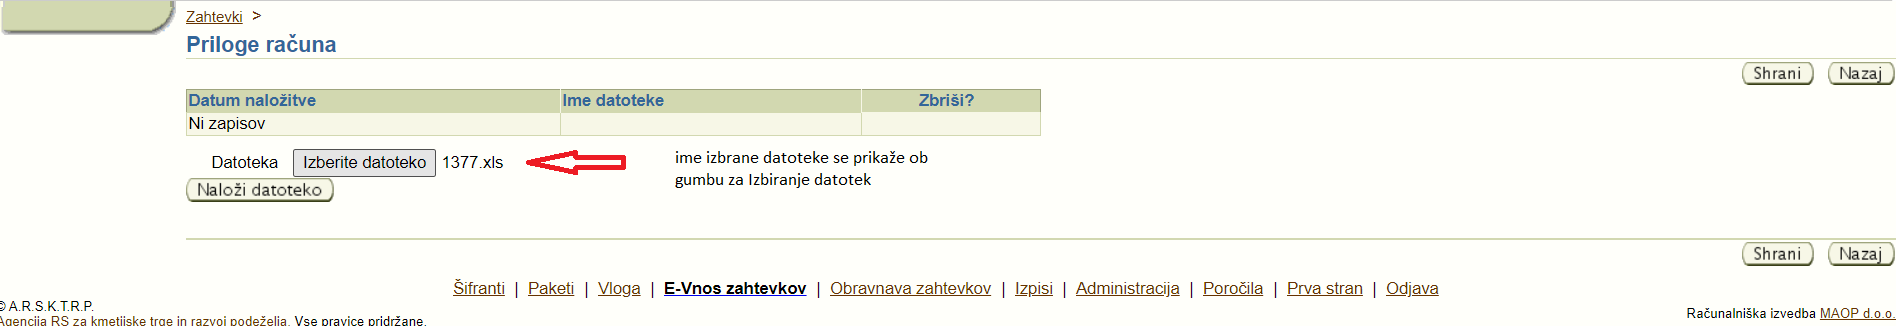 Zahtevki >
Priloge računa
Shrani Nazaj
Datum naložitve Ime datoteke Zbriši?
Ni zapisov
Datoteka Izberite datoteko 1377.xls
ime izbrane datoteke se prikaže ob
gumbu za Izbiranje datotek
Naloži datoteko
Shrani Nazaj
Šifranti | Paketi | Vloga | E-Vnos zahtevkov | Obravnava zahtevkov | Izpisi | Administracija | Poročila | Prva stran | Odjava
© A.R.S.K.T.R.P.
Agencija RS za kmetijske trge in razvoj podeželja. Vse pravice pridržane.
Računalniška izvedba MAOP d.o.o.